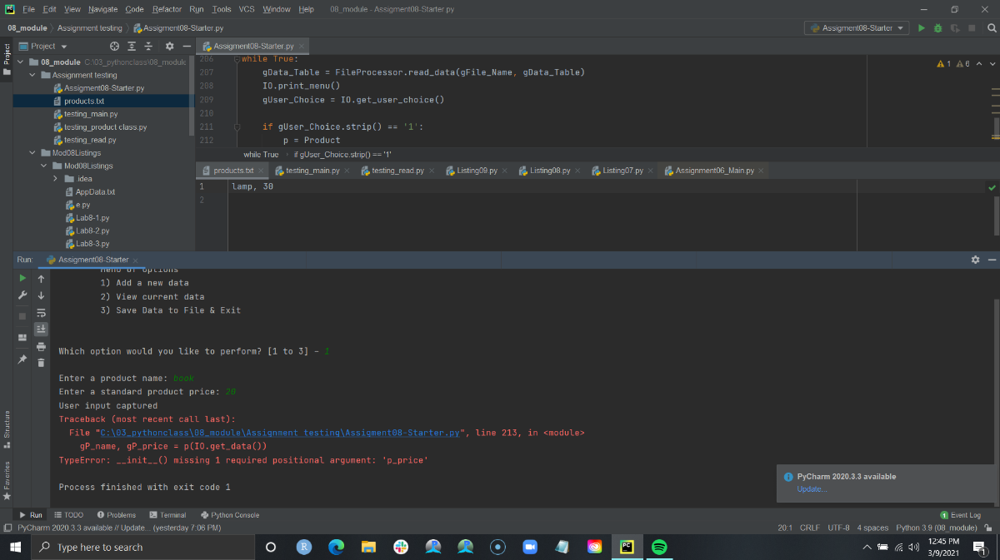 File Edit View Navigate Code Refactor Run Tools VCS Window Help 08_module - Assigment08-Starter.py
08_module Assignment testing Assigment08-Starter.py Assigment08-Starter
Project
Project
08_module C:\03_pythonclass\08_module
Assignment testing
Assigment08-Starter.py
products.txt
testing_main.py
testing_product class.py
testing_read.py
Mod08Listings
Mod08Listings
idea
AppData.txt
e.py
Lab8-1.py
Lab8-2.py
Lab8-3.py
Assigment08-Starter.py
1 6
206 while True:
207 gData_Table = FileProcessor.read_data(gFile_Name, gData_Table)
208 IO.print_menu()
209 gUser_Choice = IO.get_user_choice()
210
211 if gUser_Choice.strip() == '1':
212 p = Product
while True if gUser_Choice.strip() == '1'
products.txt testing_main.py testing_read.py Listing09.py Listing08.py Listing07.py Assignment06_Main.py
1 lamp, 30
2
Run: Assigment08-Starter
Menu of Options
1) Add a new data
2) View current data
3) Save Data to File & Exit
Which option would you like to perform? [1 to 3] - 1
Enter a product name: book
Enter a standard product price: 20
User input captured
Traceback (most recent call last):
File "C:\03_pythonclass\08_module\Assignment testing\Assigment08-Starter.py", line 213, in <module>
gP_name, gP_price = p(IO.get_data())
TypeError: __init__() missing 1 required positional argument: 'p_price'
Process finished with exit code 1
Structure
Favorites
PyCharm 2020.3.3 available
Update...
Run TODO Problems Terminal Python Console 1 Event Log
PyCharm 2020.3.3 available // Update... (yesterday 7:06 PM) 20:1 CRLF UTF-8 4 spaces Python 3.9 (08_module)
Type here to search
R
PC
12:45 PM
3/9/2021
1